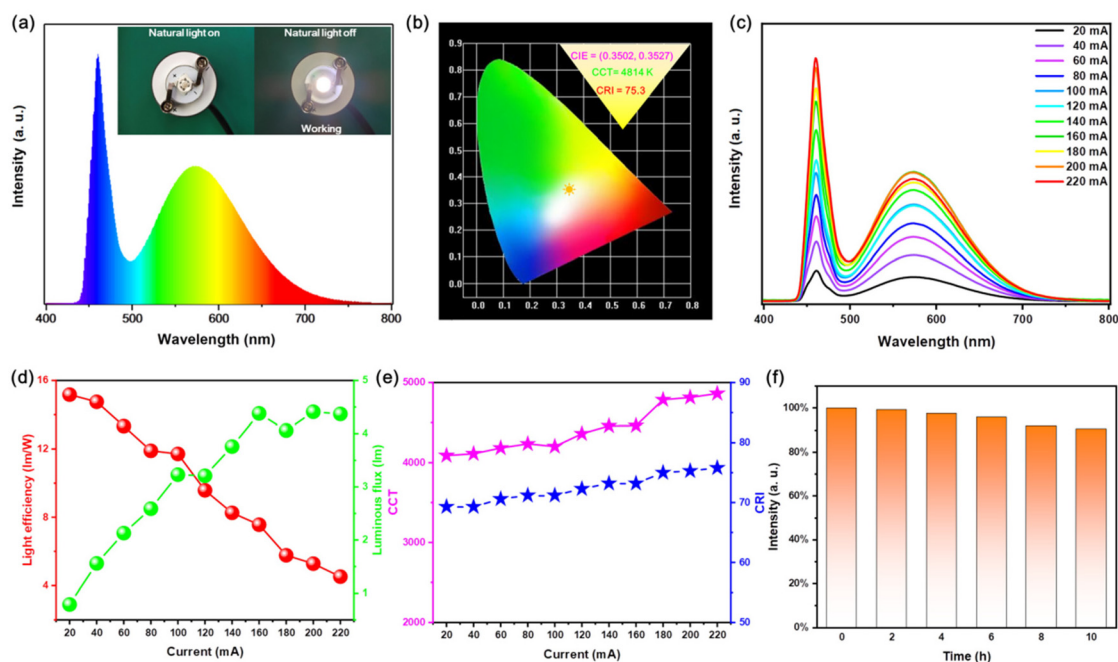 (a)
Natural light on
Natural light off
Working
Intensity (a. u.)
400
500
600
700
800
Wavelength (nm)
(b)
CIE = (0.3502, 0.3527)
CCT= 4814 K
CRI = 75.3
0.9
0.8
0.7
0.6
0.5
0.4
0.3
0.2
0.1
0.0
0.0 0.1 0.2 0.3 0.4 0.5 0.6 0.7 0.8
(c)
20 mA
40 mA
60 mA
80 mA
100 mA
120 mA
140 mA
160 mA
180 mA
200 mA
220 mA
Intensity (a. u.)
400 500 600 700 800
Wavelength (nm)
(d)
Light efficiency (lm/W)
16
12
8
4
5
4
3
2
1
Luminous flux (lm)
20 40 60 80 100 120 140 160 180 200 220
Current (mA)
(e)
CCT
5000
4000
3000
2000
90
80
70
60
50
CRI
20 40 60 80 100 120 140 160 180 200 220
Current (mA)
(f)
Intensity (a. u.)
100%
80%
60%
40%
20%
0%
0 2 4 6 8 10
Time (h)